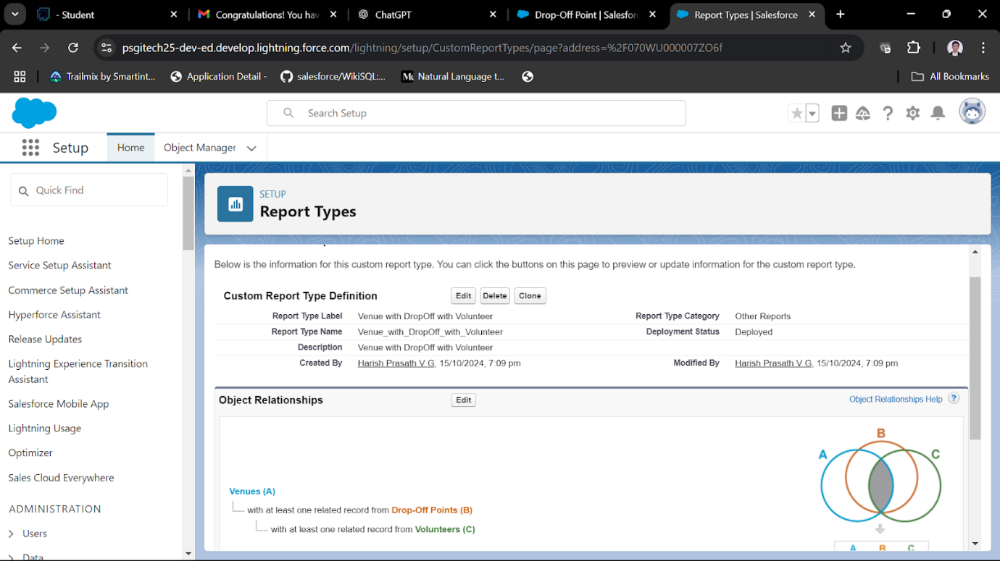 - Student
Congratulations! You hav
ChatGPT
Drop-Off Point | Salesforc
Report Types | Salesforce
psgitech25-dev-ed.develop.lightning.force.com/lightning/setup/CustomReportTypes/page?address=%2F070WU000007ZO6f
Trailmix by Smartint...
Application Detail -
salesforce/WikiSQL:...
Natural Language t...
All Bookmarks
Search Setup
Setup
Home
Object Manager
Quick Find
Setup Home
Service Setup Assistant
Commerce Setup Assistant
Hyperforce Assistant
Release Updates
Lightning Experience Transition
Assistant
Salesforce Mobile App
Lightning Usage
Optimizer
Sales Cloud Everywhere
ADMINISTRATION
Users
Data
SETUP
Report Types
Below is the information for this custom report type. You can click the buttons on this page to preview or update information for the custom report type.
Custom Report Type Definition Edit Delete Clone
Report Type Label Venue with DropOff with Volunteer Report Type Category Other Reports
Report Type Name Venue_with_DropOff_with_Volunteer Deployment Status Deployed
Description Venue with DropOff with Volunteer
Created By Harish Prasath V G, 15/10/2024, 7:09 pm Modified By Harish Prasath V G, 15/10/2024, 7:09 pm
Object Relationships Edit Object Relationships Help ?
Venues (A)
with at least one related record from Drop-Off Points (B)
with at least one related record from Volunteers (C)
B
A C
A B C